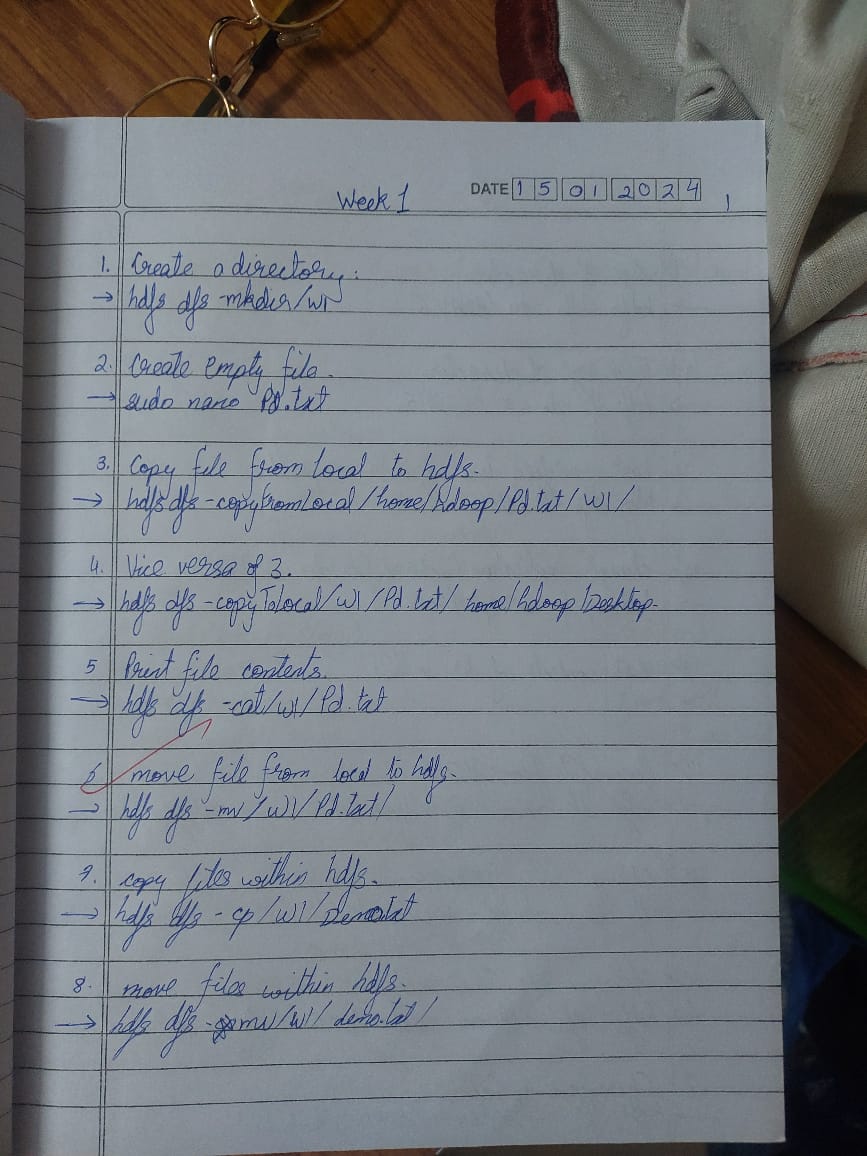 Week 1
DATE 15 01 2024
1
1. Create a directory:
→ hdfs dfs -mkdir/W1
2. Create empty file.
→ sudo nano Pd.txt
3. Copy file from local to hdfs.
→ hdfs dfs -copyFromLocal /home/hdoop/Pd.txt/W1/
4. Vice versa of 3.
→ hdfs dfs -copyToLocal/W1/Pd.txt/ home/hdoop/Desktop-
5 Print file contents.
→ hdfs dfs -cat/W1/Pd.txt
6 move file from local to hdfs.
→ hdfs dfs -mv/W1/Pd.txt/
7. copy files within hdfs.
→ hdfs dfs -cp/W1/Demo.txt
8. move files within hdfs.
→ hdfs dfs -mv/W1/demo.txt/